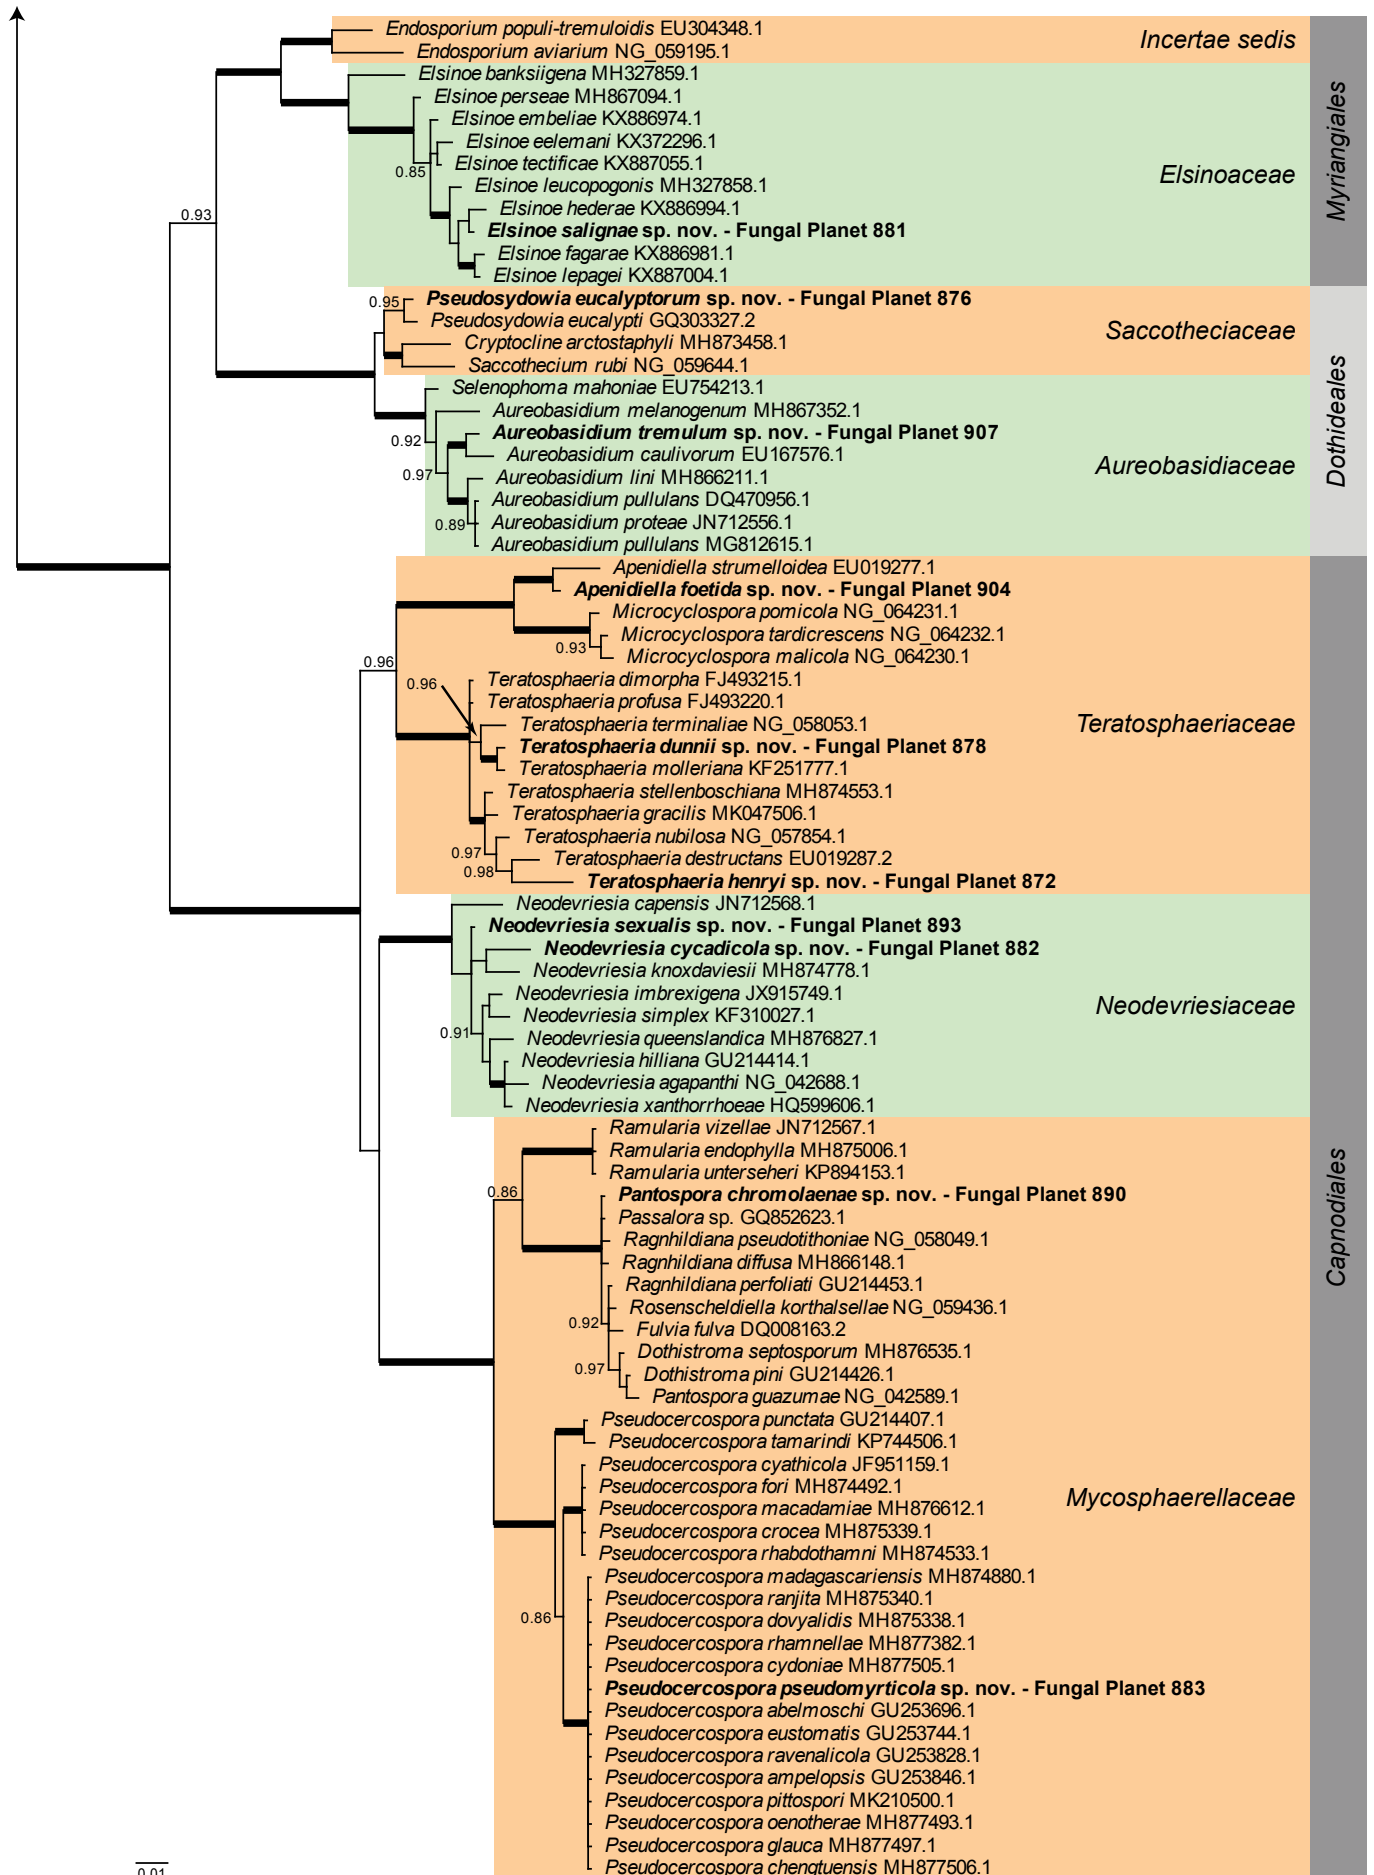 Endosporium populi-tremuloidis EU304348.1
Endosporium aviarium NG_059195.1
Incertae sedis
Elsinoe banksiigena MH327859.1
Elsinoe perseae MH867094.1
Elsinoe embeliae KX886974.1
Elsinoe eelemani KX372296.1
Elsinoe tectificae KX887055.1
0.85
Elsinoe leucopogonis MH327858.1
Elsinoe hederae KX886994.1
Elsinoe salignae sp. nov. - Fungal Planet 881
Elsinoe fagarae KX886981.1
Elsinoe lepagei KX887004.1
Elsinoaceae
Myriangiales
0.93
0.95
Pseudosydowia eucalyptorum sp. nov. - Fungal Planet 876
Pseudosydowia eucalypti GQ303327.2
Cryptocline arctostaphyli MH873458.1
Saccothecium rubi NG_059644.1
Saccotheciaceae
Selenophoma mahoniae EU754213.1
Aureobasidium melanogenum MH867352.1
0.92
Aureobasidium tremulum sp. nov. - Fungal Planet 907
Aureobasidium caulivorum EU167576.1
0.97
Aureobasidium lini MH866211.1
Aureobasidium pullulans DQ470956.1
0.89
Aureobasidium proteae JN712556.1
Aureobasidium pullulans MG812615.1
Aureobasidiaceae
Dothideales
Apenidiella strumelloidea EU019277.1
Apenidiella foetida sp. nov. - Fungal Planet 904
Microcyclospora pomicola NG_064231.1
Microcyclospora tardicrescens NG_064232.1
0.93
Microcyclospora malicola NG_064230.1
0.96
0.96
Teratosphaeria dimorpha FJ493215.1
Teratosphaeria profusa FJ493220.1
Teratosphaeria terminaliae NG_058053.1
Teratosphaeria dunnii sp. nov. - Fungal Planet 878
Teratosphaeria molleriana KF251777.1
Teratosphaeria stellenboschiana MH874553.1
Teratosphaeria gracilis MK047506.1
Teratosphaeria nubilosa NG_057854.1
0.97
Teratosphaeria destructans EU019287.2
0.98
Teratosphaeria henryi sp. nov. - Fungal Planet 872
Teratosphaeriaceae
Neodevriesia capensis JN712568.1
Neodevriesia sexualis sp. nov. - Fungal Planet 893
Neodevriesia cycadicola sp. nov. - Fungal Planet 882
Neodevriesia knoxdaviesii MH874778.1
Neodevriesia imbrexigena JX915749.1
Neodevriesia simplex KF310027.1
0.91
Neodevriesia queenslandica MH876827.1
Neodevriesia hilliana GU214414.1
Neodevriesia agapanthi NG_042688.1
Neodevriesia xanthorrhoeae HQ599606.1
Neodevriesiaceae
Ramularia vizellae JN712567.1
Ramularia endophylla MH875006.1
Ramularia unterseheri KP894153.1
0.86
Pantospora chromolaenae sp. nov. - Fungal Planet 890
Passalora sp. GQ852623.1
Ragnhildiana pseudotithoniae NG_058049.1
Ragnhildiana diffusa MH866148.1
Ragnhildiana perfoliati GU214453.1
Rosenscheldiella korthalsellae NG_059436.1
0.92
Fulvia fulva DQ008163.2
Dothistroma septosporum MH876535.1
0.97
Dothistroma pini GU214426.1
Pantospora guazumae NG_042589.1
Pseudocercospora punctata GU214407.1
Pseudocercospora tamarindi KP744506.1
Pseudocercospora cyathicola JF951159.1
Pseudocercospora fori MH874492.1
Pseudocercospora macadamiae MH876612.1
Pseudocercospora crocea MH875339.1
Pseudocercospora rhabdothamni MH874533.1
Pseudocercospora madagascariensis MH874880.1
Pseudocercospora ranjita MH875340.1
0.86
Pseudocercospora dovyalidis MH875338.1
Pseudocercospora rhamnellae MH877382.1
Pseudocercospora cydoniae MH877505.1
Pseudocercospora pseudomyrticola sp. nov. - Fungal Planet 883
Pseudocercospora abelmoschi GU253696.1
Pseudocercospora eustomatis GU253744.1
Pseudocercospora ravenalicola GU253828.1
Pseudocercospora ampelopsis GU253846.1
Pseudocercospora pittospori MK210500.1
Pseudocercospora oenotherae MH877493.1
Pseudocercospora glauca MH877497.1
Pseudocercospora chengtuensis MH877506.1
Mycosphaerellaceae
Capnodiales
0.01